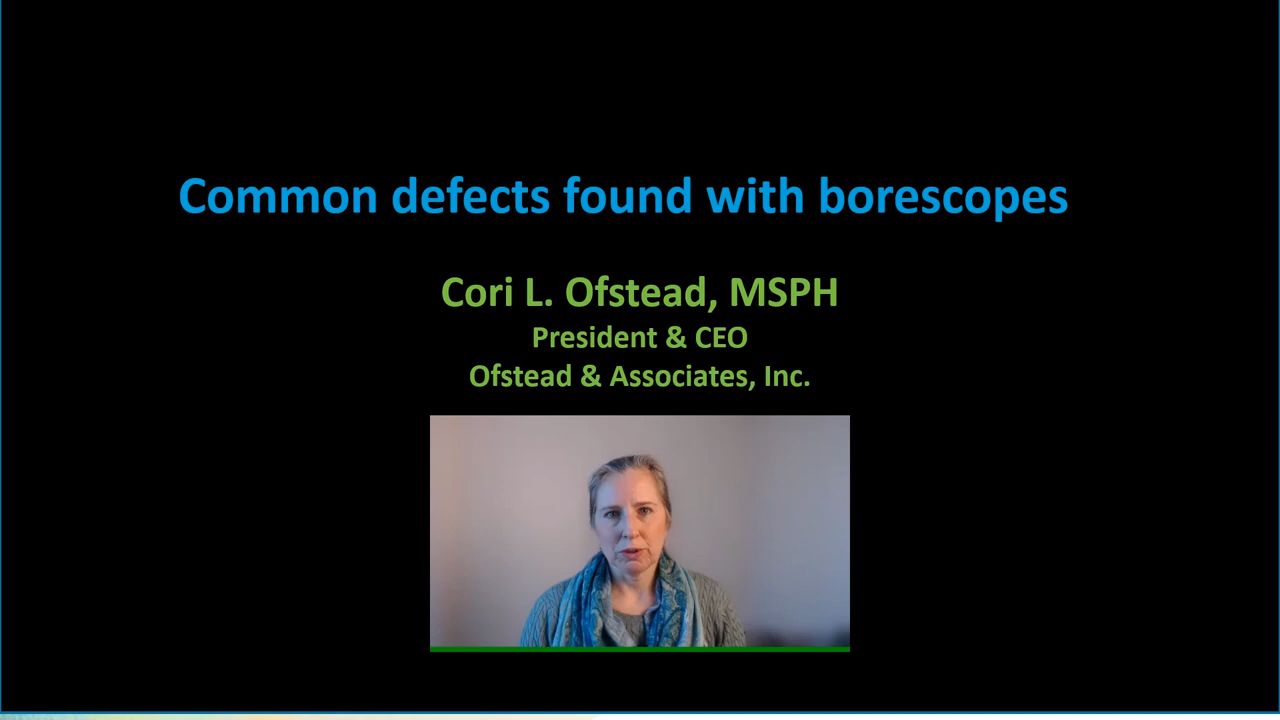 Common defects found with borescopes
Cori L. Ofstead, MSPH
President & CEO
Ofstead & Associates, Inc.